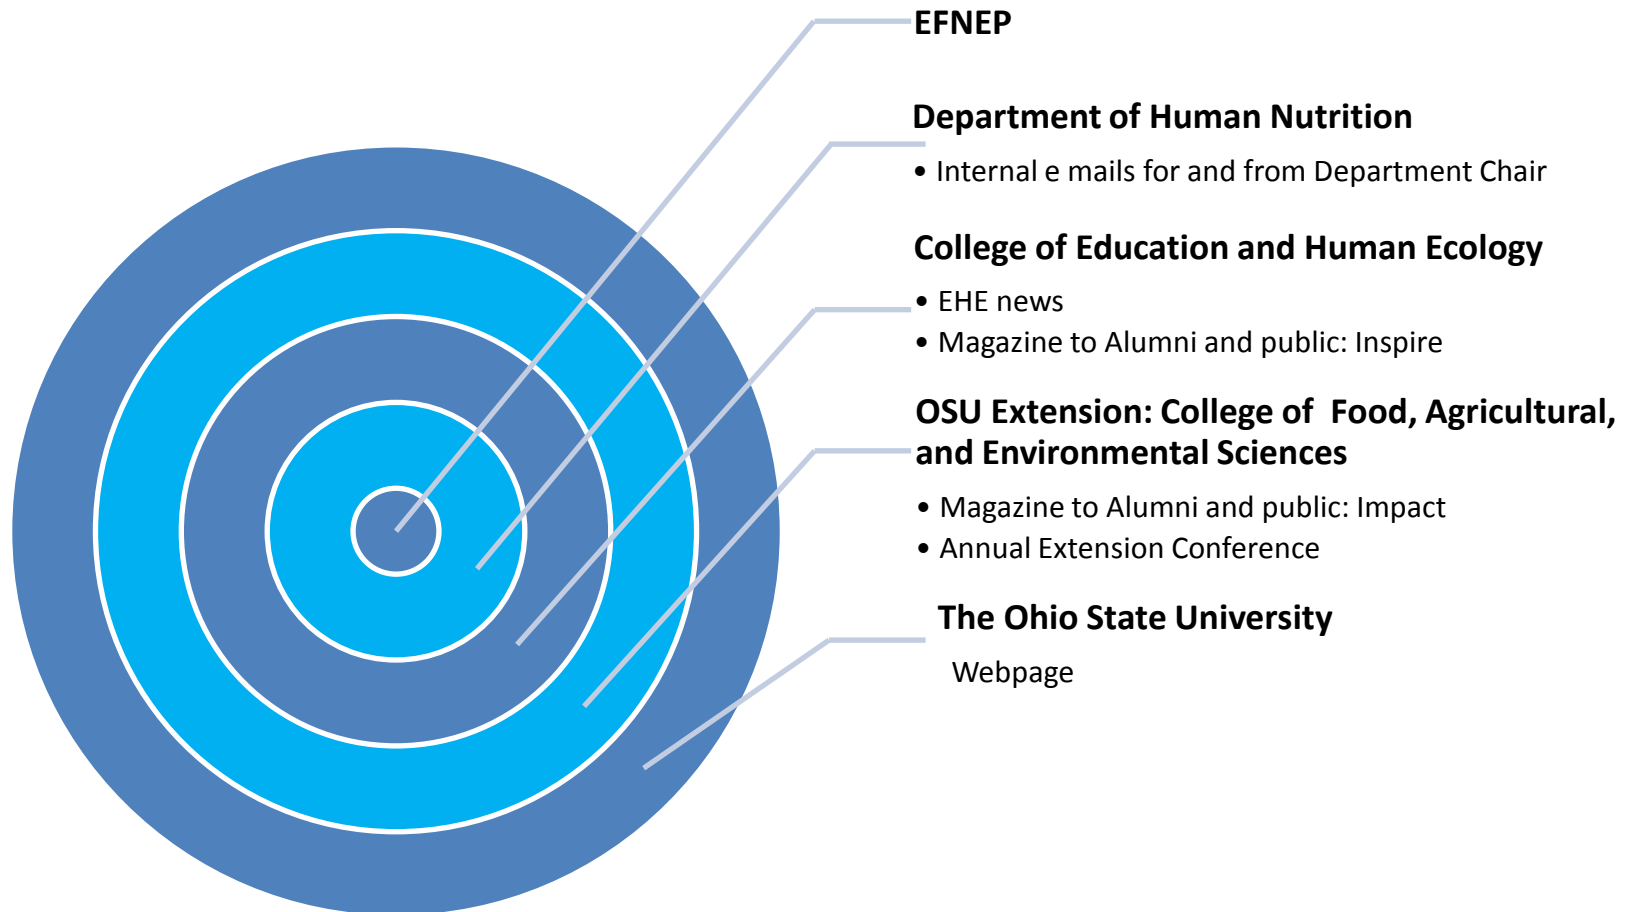 EFNEP
Department of Human Nutrition
• Internal e mails for and from Department Chair
College of Education and Human Ecology
• EHE news
• Magazine to Alumni and public: Inspire
OSU Extension: College of  Food, Agricultural,
and Environmental Sciences
• Magazine to Alumni and public: Impact
• Annual Extension Conference
The Ohio State University
Webpage